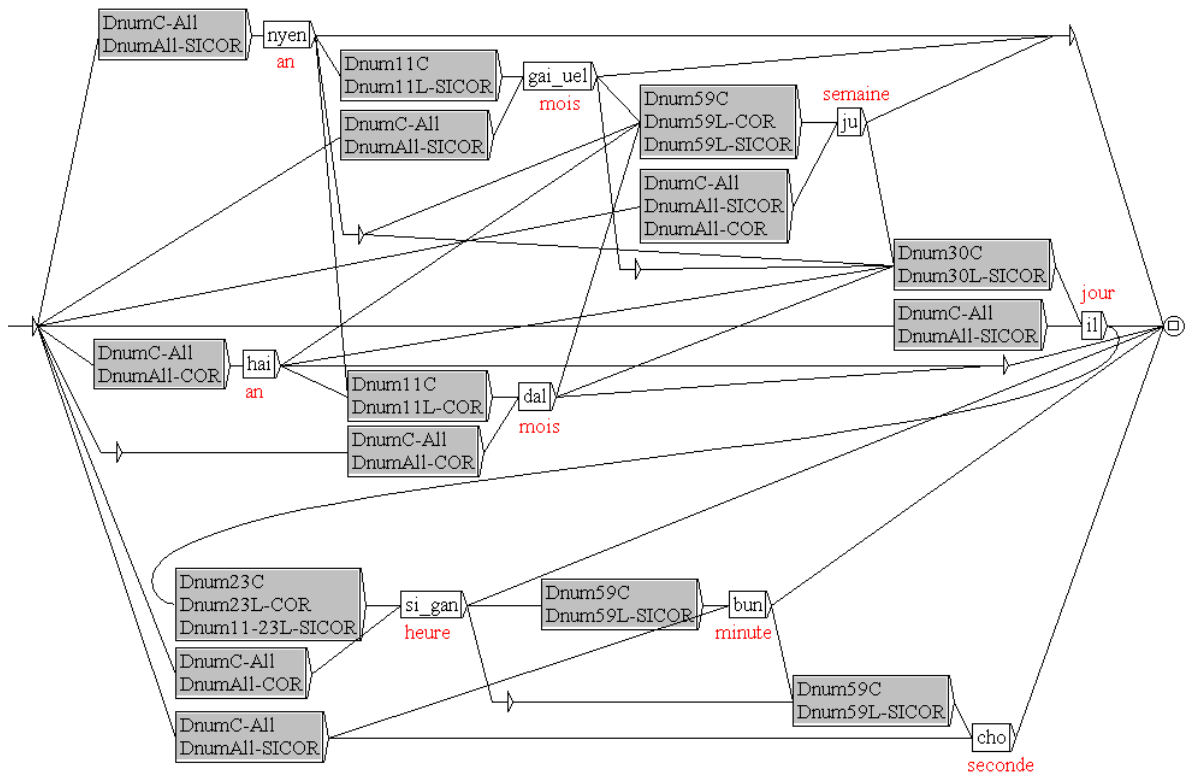 DnumC-All
DnumAll-SICOR
nyen
an
Dnum11C
Dnum11L-SICOR
gai_uel
mois
DnumC-All
DnumAll-SICOR
Dnum59C
Dnum59L-COR
Dnum59L-SICOR
semaine
ju
DnumC-All
DnumAll-SICOR
DnumAll-COR
Dnum30C
Dnum30L-SICOR
jour
DnumC-All
DnumAll-SICOR
il
DnumC-All
DnumAll-COR
hai
an
Dnum11C
Dnum11L-COR
dal
mois
DnumC-All
DnumAll-COR
Dnum23C
Dnum23L-COR
Dnum11-23L-SICOR
si_gan
heure
Dnum59C
Dnum59L-SICOR
bun
minute
DnumC-All
DnumAll-COR
Dnum59C
Dnum59L-SICOR
DnumC-All
DnumAll-SICOR
cho
seconde